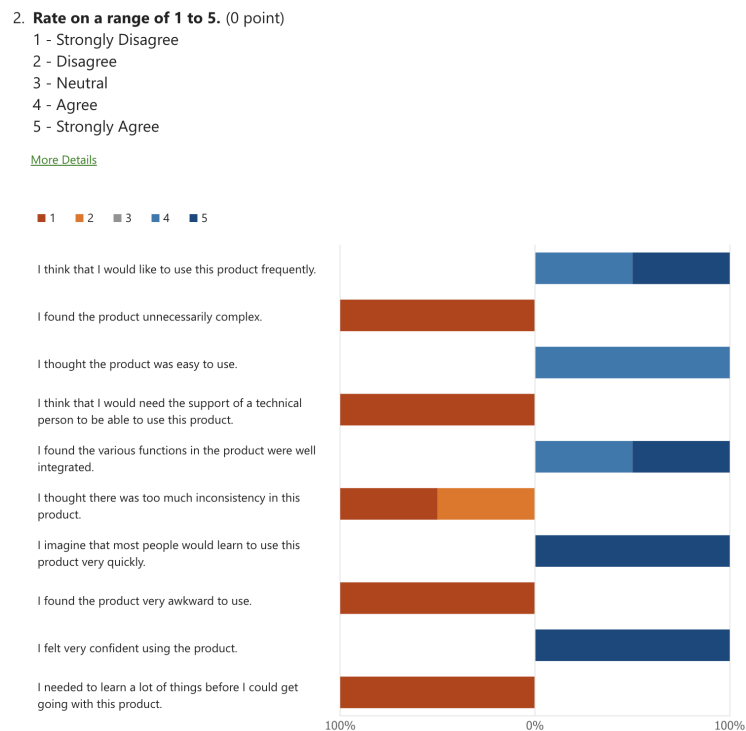 2. Rate on a range of 1 to 5. (0 point)
1 - Strongly Disagree
2 - Disagree
3 - Neutral
4 - Agree
5 - Strongly Agree
More Details
1 2 3 4 5
I think that I would like to use this product frequently.
I found the product unnecessarily complex.
I thought the product was easy to use.
I think that I would need the support of a technical
person to be able to use this product.
I found the various functions in the product were well
integrated.
I thought there was too much inconsistency in this
product.
I imagine that most people would learn to use this
product very quickly.
I found the product very awkward to use.
I felt very confident using the product.
I needed to learn a lot of things before I could get
going with this product.
100% 0% 100%